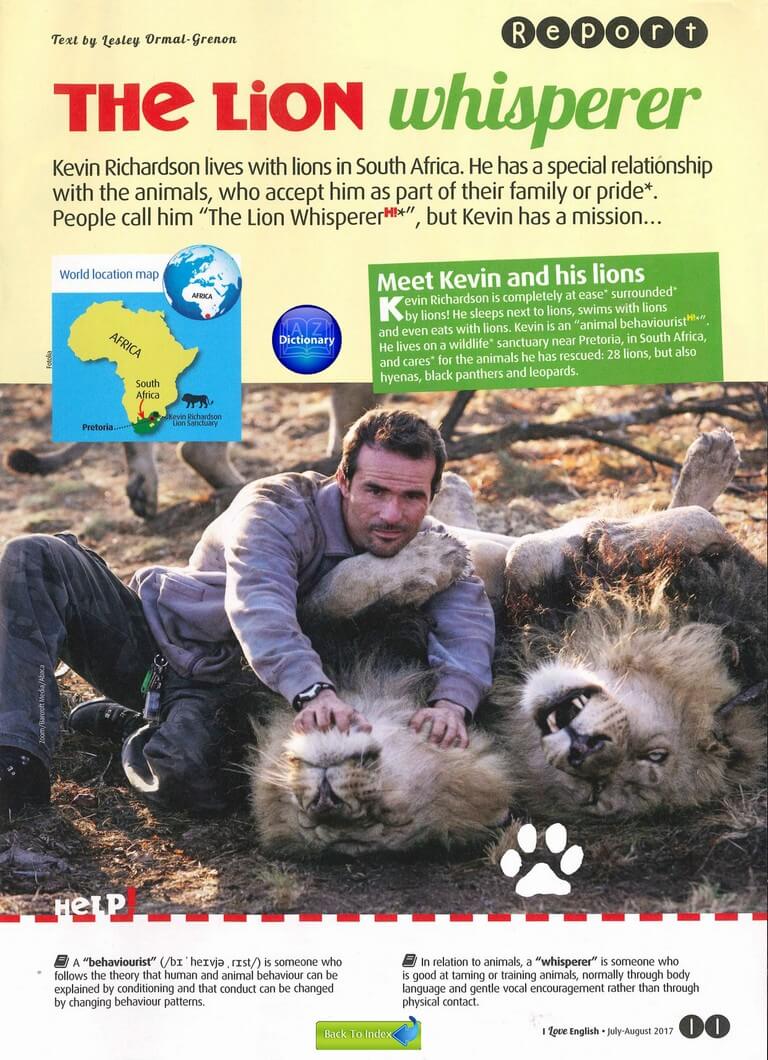 Text by Lesley Ormal-Grenon
Report
THe LiON whisperer
Kevin Richardson lives with lions in South Africa. He has a special relationship
with the animals, who accept him as part of their family or pride*.
People call him “The Lion WhispererH!*”, but Kevin has a mission...
World location map
AFRICA
AFRICA
South
Africa
Pretoria
Kevin Richardson
Lion Sanctuary
Fotolia
A-Z
Dictionary
Meet Kevin and his lions
Kevin Richardson is completely at ease* surrounded*
by lions! He sleeps next to lions, swims with lions
and even eats with lions. Kevin is an “animal behaviouristH!*”.
He lives on a wildlife* sanctuary near Pretoria, in South Africa,
and cares* for the animals he has rescued: 28 lions, but also
hyenas, black panthers and leopards.
Media/Abaca
HeLP!
A “behaviourist” (/bɪˈheɪvjəˌrɪst/) is someone who
follows the theory that human and animal behaviour can be
explained by conditioning and that conduct can be changed
by changing behaviour patterns.
In relation to animals, a “whisperer” is someone who
is good at taming or training animals, normally through body
language and gentle vocal encouragement rather than through
physical contact.
Back To Index
I Love English • July-August 2017 11